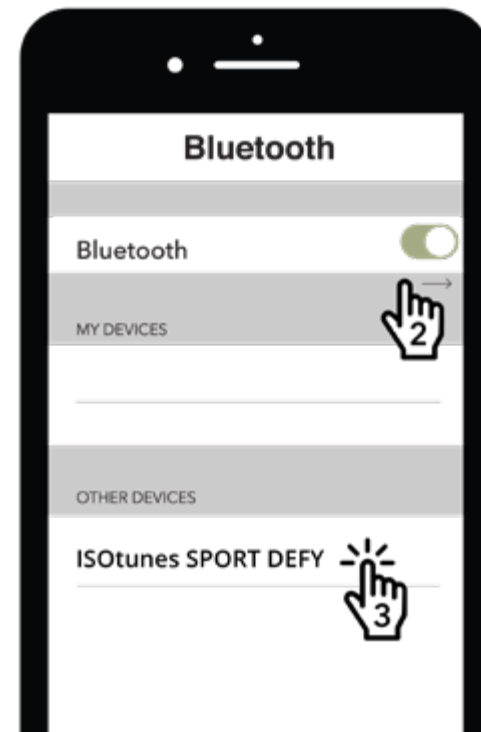 Bluetooth
Bluetooth
2
MY DEVICES
OTHER DEVICES
ISOtunes SPORT DEFY
3